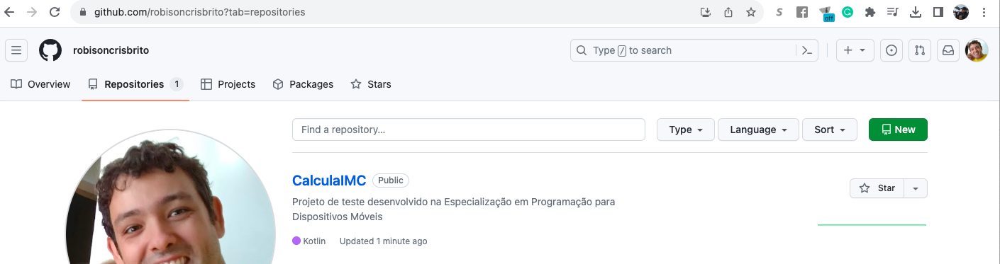 github.com/robisoncrisbrito?tab=repositories
off
robisoncrisbrito
Type / to search
Overview
Repositories 1
Projects
Packages
Stars
Find a repository…
Type
Language
Sort
New
CalculaIMC Public
Star
Projeto de teste desenvolvido na Especialização em Programação para
Dispositivos Móveis
Kotlin Updated 1 minute ago